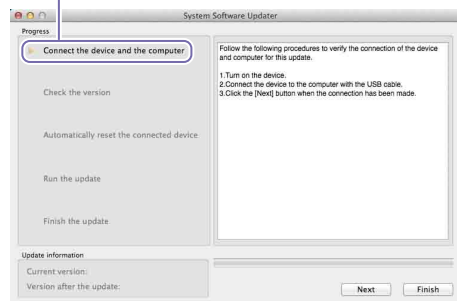 System Software Updater
Progress
Connect the device and the computer
Check the version
Automatically reset the connected device
Run the update
Finish the update
Follow the following procedures to verify the connection of the device
and computer for this update.
1.Turn on the device.
2.Connect the device to the computer with the USB cable.
3.Click the [Next] button when the connection has been made.
Update information
Current version:
Version after the update:
Next
Finish